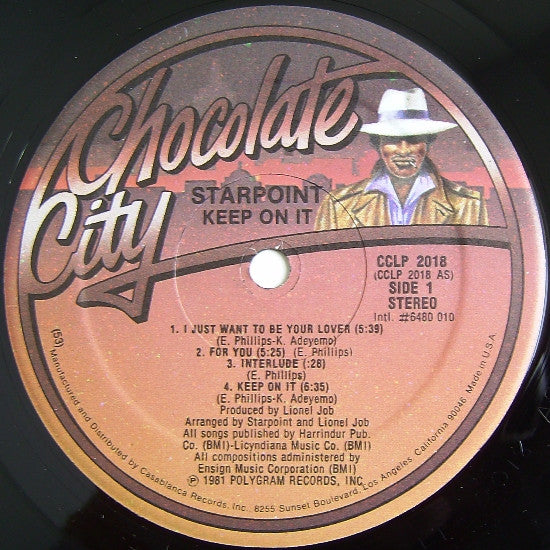 Chocolate
City
STARPOINT
KEEP ON IT
CCLP 2018
(CCLP 2018 AS)
SIDE 1
STEREO
Intl. #6480 010
1. I JUST WANT TO BE YOUR LOVER (5:39)
(E. Phillips-K. Adeyemo)
2. FOR YOU (5:25) (E. Phillips)
3. INTERLUDE (:26)
(E. Phillips)
4. KEEP ON IT (6:35)
(E. Phillips-K. Adeyemo)
Produced by Lionel Job
Arranged by Starpoint and Lionel Job
All songs published by Harrindur Pub.
Co. (BMI)-Licyndiana Music Co. (BMI)
All compositions administered by
Ensign Music Corporation (BMI)
℗ 1981 POLYGRAM RECORDS, INC.
(53) Manufactured and Distributed by Casablanca Records, Inc., 8255 Sunset Boulevard, Los Angeles, California 90046 Made in U.S.A.